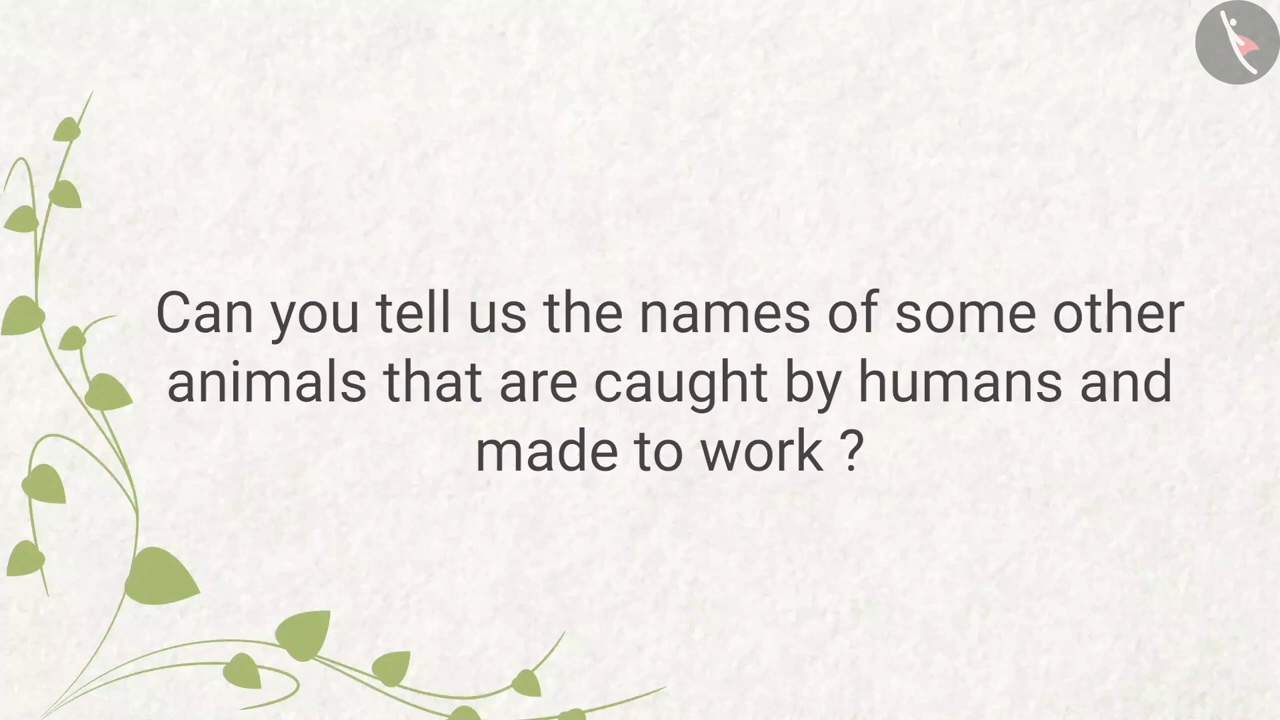 Can you tell us the names of some other
animals that are caught by humans and
made to work ?